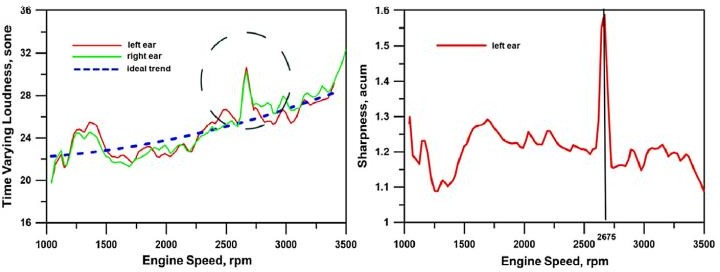 36
32
28
24
20
16
Time Varying Loudness, sone
left ear
right ear
ideal trend
1000 1500 2000 2500 3000 3500
Engine Speed, rpm
1.6
1.5
1.4
1.3
1.2
1.1
1
Sharpness, acum
left ear
1000 1500 2000 2500 2675 3000 3500
Engine Speed, rpm